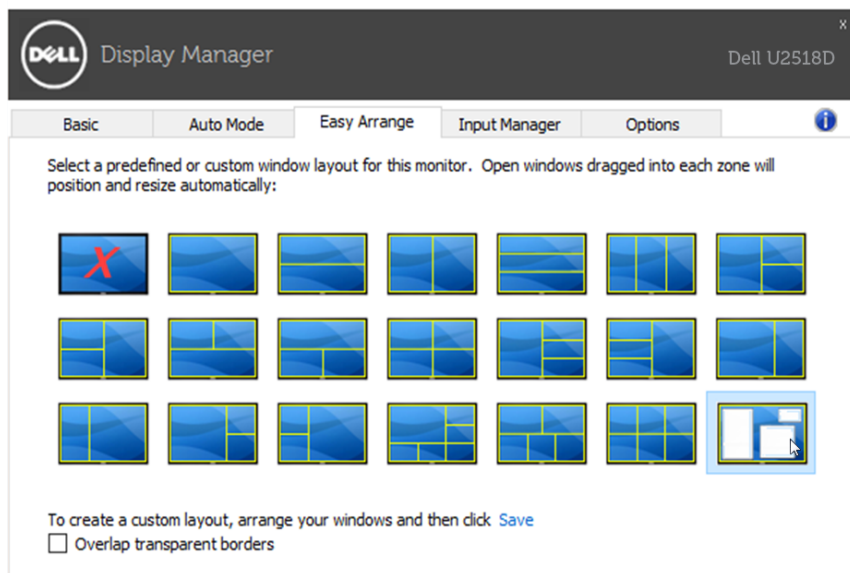 X
DELL Display Manager
Dell U2518D
Basic Auto Mode Easy Arrange Input Manager Options i
Select a predefined or custom window layout for this monitor. Open windows dragged into each zone will
position and resize automatically:
X
To create a custom layout, arrange your windows and then click Save
Overlap transparent borders